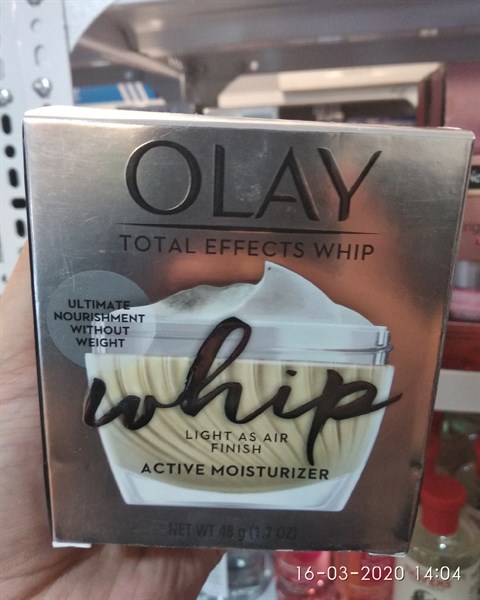 OLAY
TOTAL EFFECTS WHIP
ULTIMATE
NOURISHMENT
WITHOUT
WEIGHT
whip
LIGHT AS AIR
FINISH
ACTIVE MOISTURIZER
NET WT 48 g (1.7 OZ)
16-03-2020 14:04